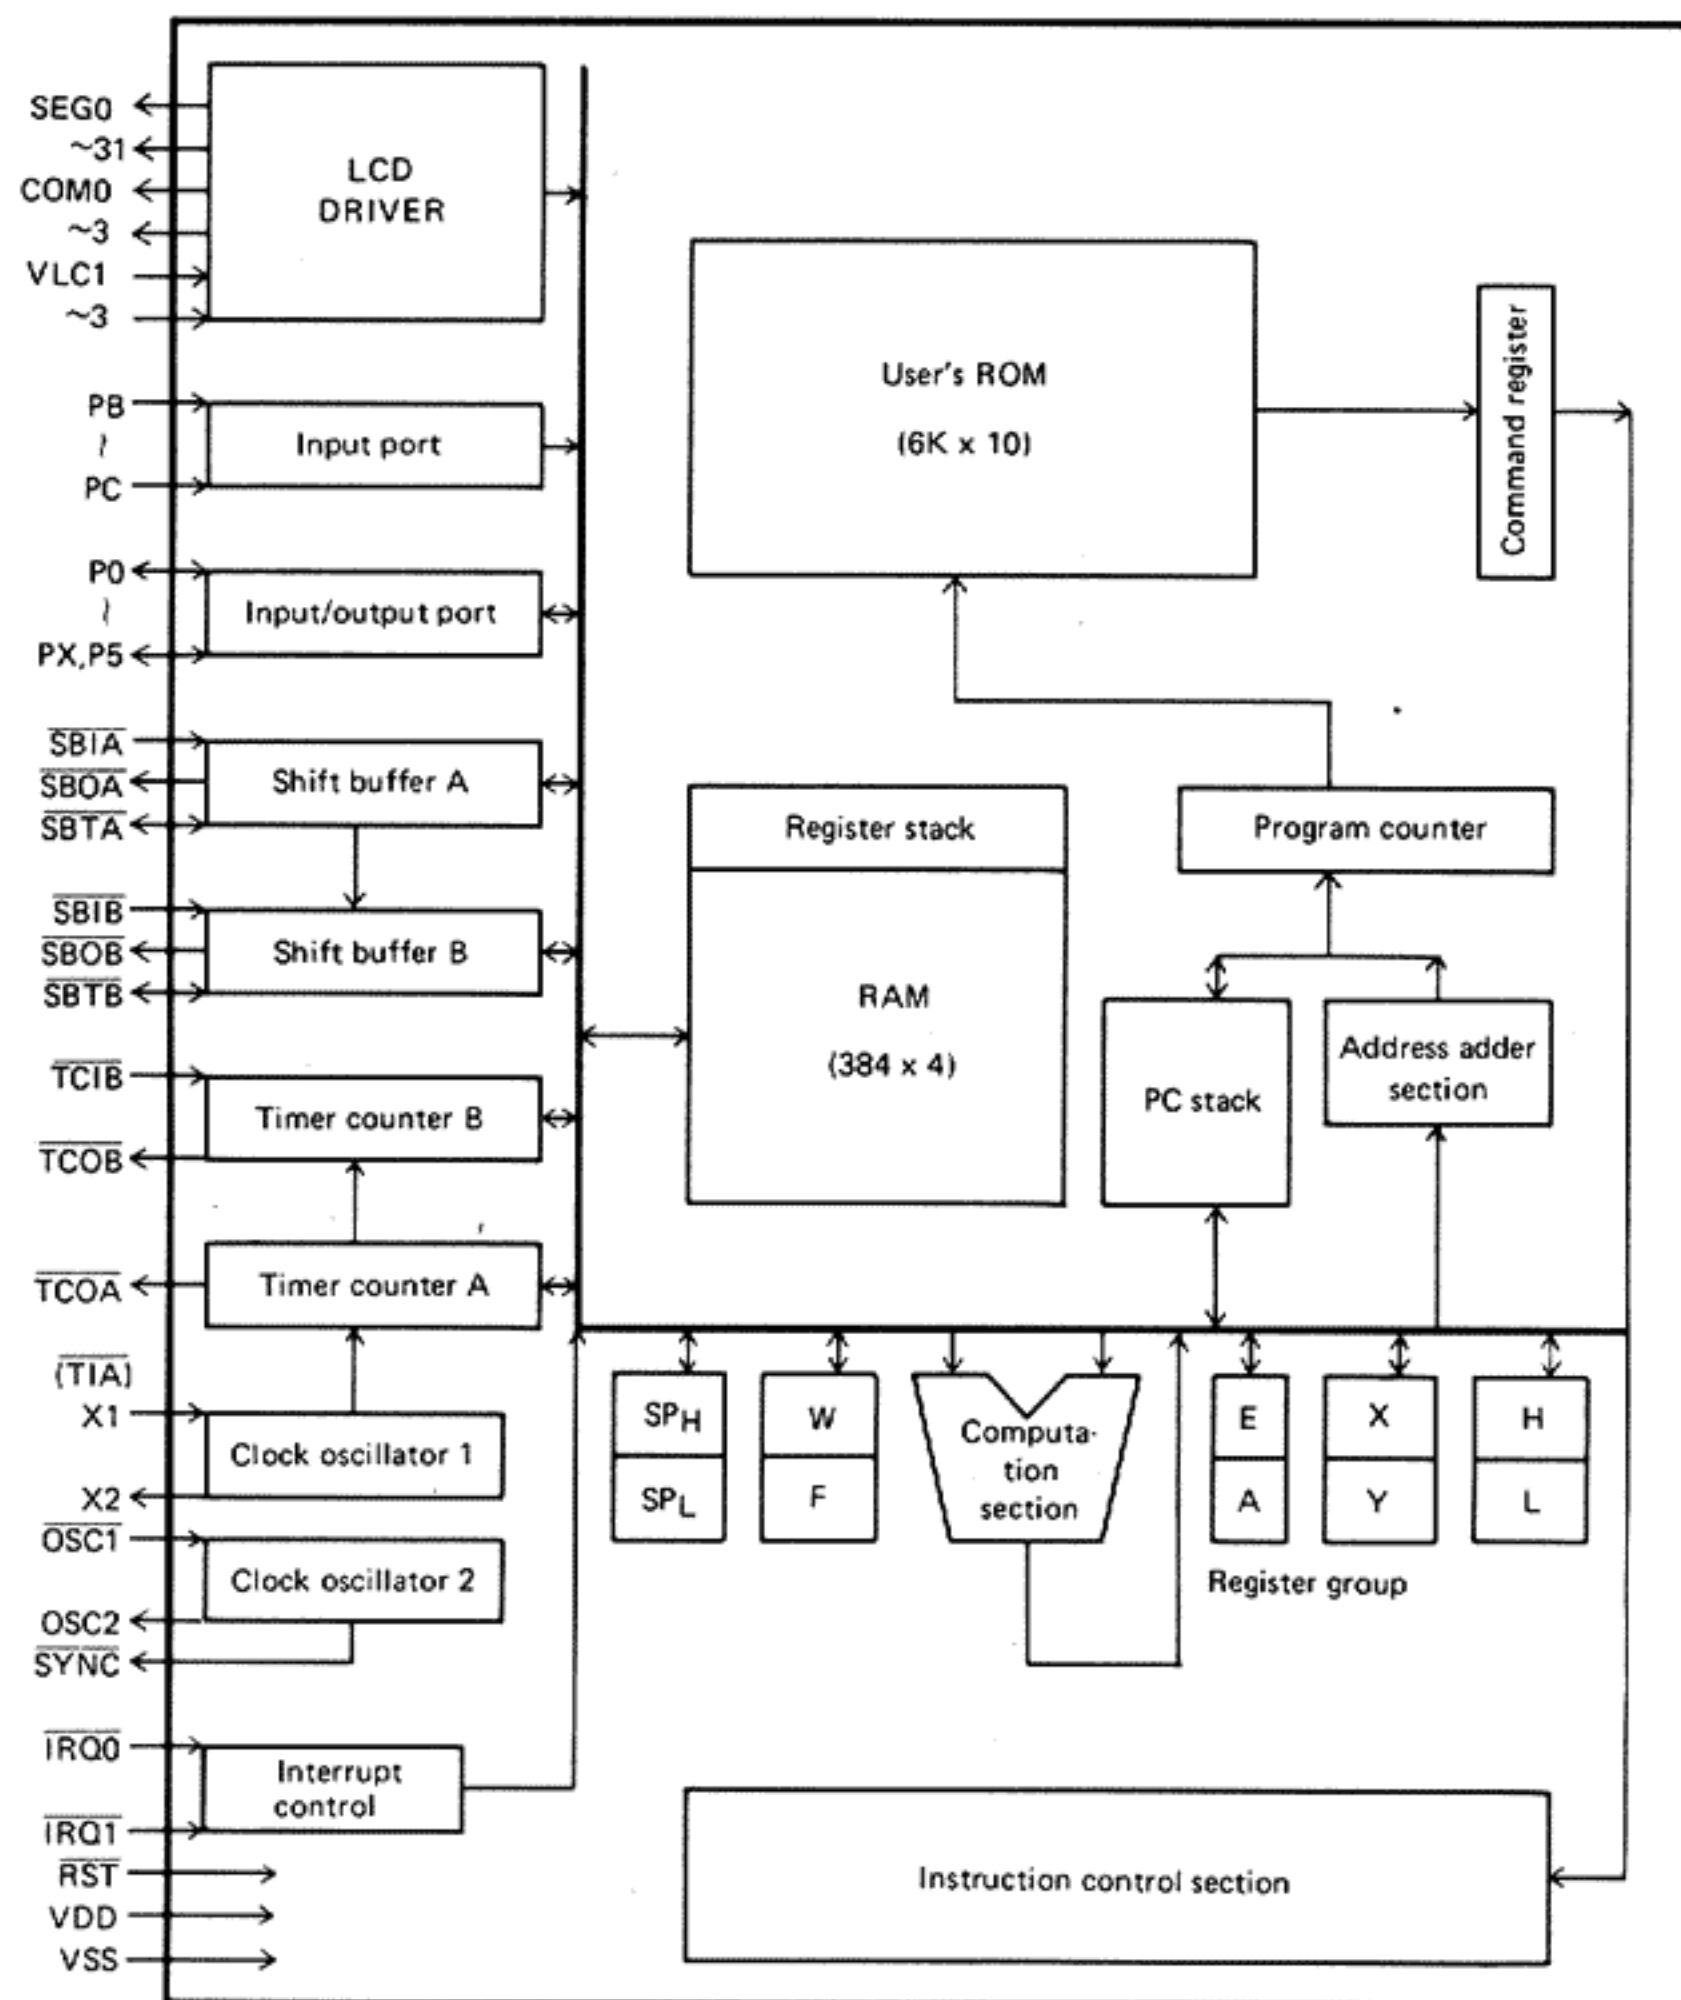 SEG0
~31
COM0
~3
VLC1
~3
LCD
DRIVER
PB
~
PC
Input port
P0
~
PX,P5
Input/output port
SBIA
SBOA
SBTA
Shift buffer A
SBIB
SBOB
SBTB
Shift buffer B
TCIB
TCOB
Timer counter B
TCOA
Timer counter A
(TIA)
X1
X2
Clock oscillator 1
OSC1
OSC2
SYNC
Clock oscillator 2
IRQ0
IRQ1
Interrupt
control
RST
VDD
VSS
User's ROM
(6K x 10)
Command register
Register stack
RAM
(384 x 4)
Program counter
PC stack
Address adder
section
SPH
SPL
W
F
Computa-
tion
section
E
A
X
Y
H
L
Register group
Instruction control section